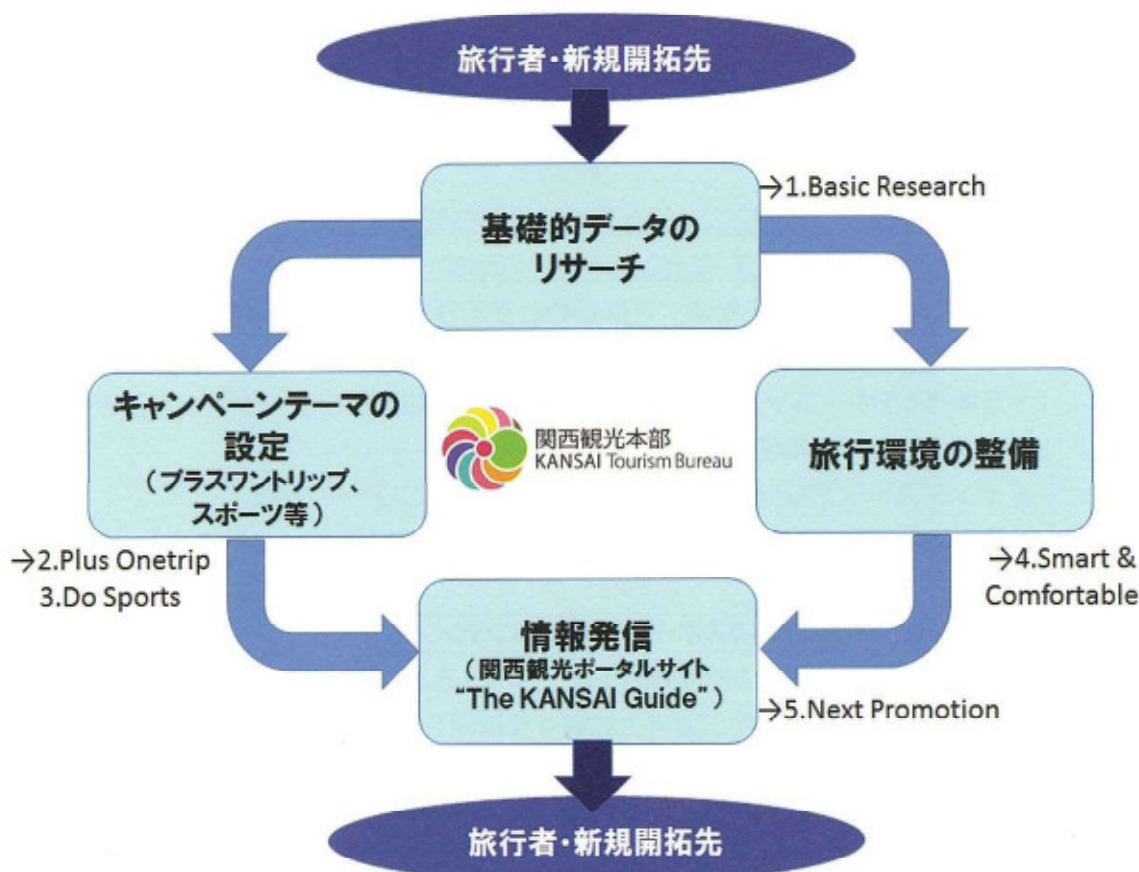 旅行者・新規開拓先
基礎的データの
リサーチ
→1.Basic Research
キャンペーンテーマの
設定
（プラスワントリップ、
スポーツ等）
関西観光本部
KANSAI Tourism Bureau
旅行環境の整備
→2.Plus Onetrip
3.Do Sports
→4.Smart &
Comfortable
情報発信
（関西観光ポータルサイト
“The KANSAI Guide”）
→5.Next Promotion
旅行者・新規開拓先